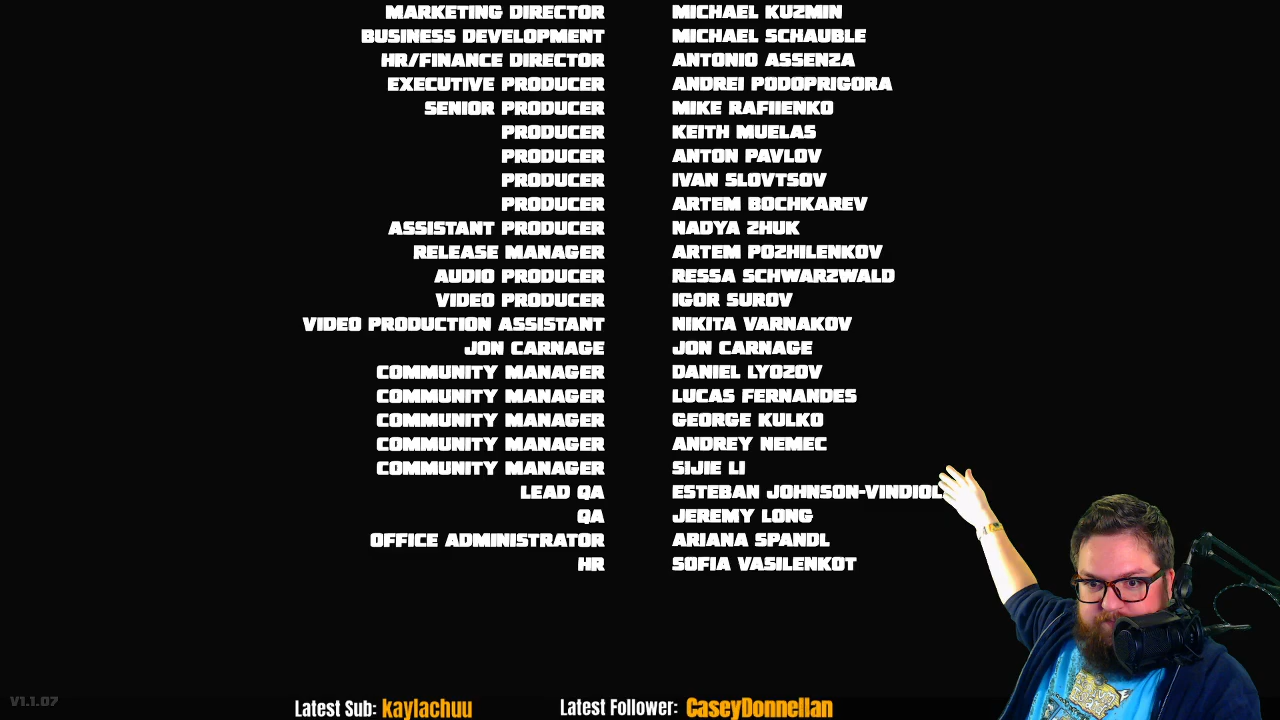 MARKETING DIRECTOR MICHAEL KUZMIN
BUSINESS DEVELOPMENT MICHAEL SCHAUBLE
HR/FINANCE DIRECTOR ANTONIO ASSENZA
EXECUTIVE PRODUCER ANDREI PODOPRIGORA
SENIOR PRODUCER MIKE RAFIIENKO
PRODUCER KEITH MUELAS
PRODUCER ANTON PAVLOV
PRODUCER IVAN SLOVTSOV
PRODUCER ARTEM BOCHKAREV
ASSISTANT PRODUCER NADYA ZHUK
RELEASE MANAGER ARTEM POZHILENKOV
AUDIO PRODUCER RESSA SCHWARZWALD
VIDEO PRODUCER IGOR SUROV
VIDEO PRODUCTION ASSISTANT NIKITA VARNAKOV
JON CARNAGE JON CARNAGE
COMMUNITY MANAGER DANIEL LYOZOV
COMMUNITY MANAGER LUCAS FERNANDES
COMMUNITY MANAGER GEORGE KULKO
COMMUNITY MANAGER ANDREY NEMEC
COMMUNITY MANAGER SIJIE LI
LEAD QA ESTEBAN
QA JEREMY LONG
OFFICE ADMINISTRATOR ARIANA SPANDL
HR SOFIA VASILENKOT
V1.1.07
Latest Sub: kaylachuu Latest Follower: CaseyDonnellan